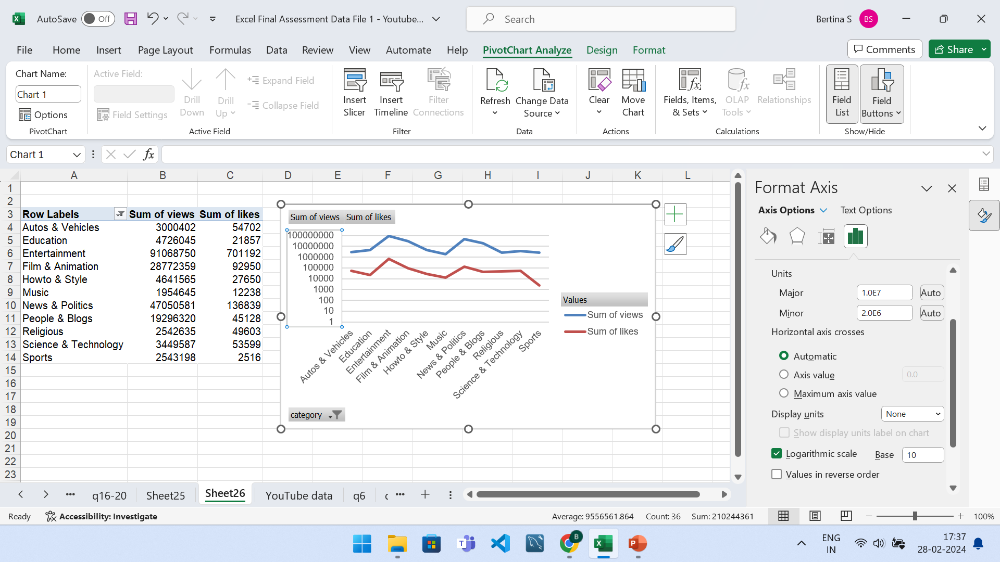 AutoSave Off Excel Final Assessment Data File 1 - Youtube... Search Bertina S BS
File Home Insert Page Layout Formulas Data Review View Automate Help PivotChart Analyze Design Format Comments Share
Chart Name:
Chart 1
Options
PivotChart
Active Field:
Field Settings
Drill Down
Drill Up
Expand Field
Collapse Field
Active Field
Insert Slicer
Insert Timeline
Filter Connections
Filter
Refresh
Change Data Source
Data
Clear
Move Chart
Actions
Fields, Items, & Sets
OLAP Tools
Relationships
Calculations
Field List
Field Buttons
Show/Hide
Chart 1 fx
A B C D E F G H I J K L
1
2
3 Row Labels Sum of views Sum of likes
4 Autos & Vehicles 3000402 54702
5 Education 4726045 21857
6 Entertainment 91068750 701192
7 Film & Animation 28772359 92950
8 Howto & Style 4641565 27650
9 Music 1954645 12238
10 News & Politics 47050581 136839
11 People & Blogs 19296320 45128
12 Religious 2542635 49603
13 Science & Technology 3449587 53599
14 Sports 2543198 2516
15
16
17
18
19
20
21
22
23
Sum of views Sum of likes
100000000
10000000
1000000
100000
10000
1000
100
10
1
Autos & Vehicles
Education
Entertainment
Film & Animation
Howto & Style
Music
News & Politics
People & Blogs
Religious
Science & Technology
Sports
Values
Sum of views
Sum of likes
category
Format Axis
Axis Options Text Options
Units
Major 1.0E7 Auto
Minor 2.0E6 Auto
Horizontal axis crosses
Automatic
Axis value 0.0
Maximum axis value
Display units None
Show display units label on chart
Logarithmic scale Base 10
Values in reverse order
q16-20 Sheet25 Sheet26 YouTube data q6
Ready Accessibility: Investigate Average: 9556561.864 Count: 36 Sum: 210244361 100%
ENG
IN
17:37
28-02-2024